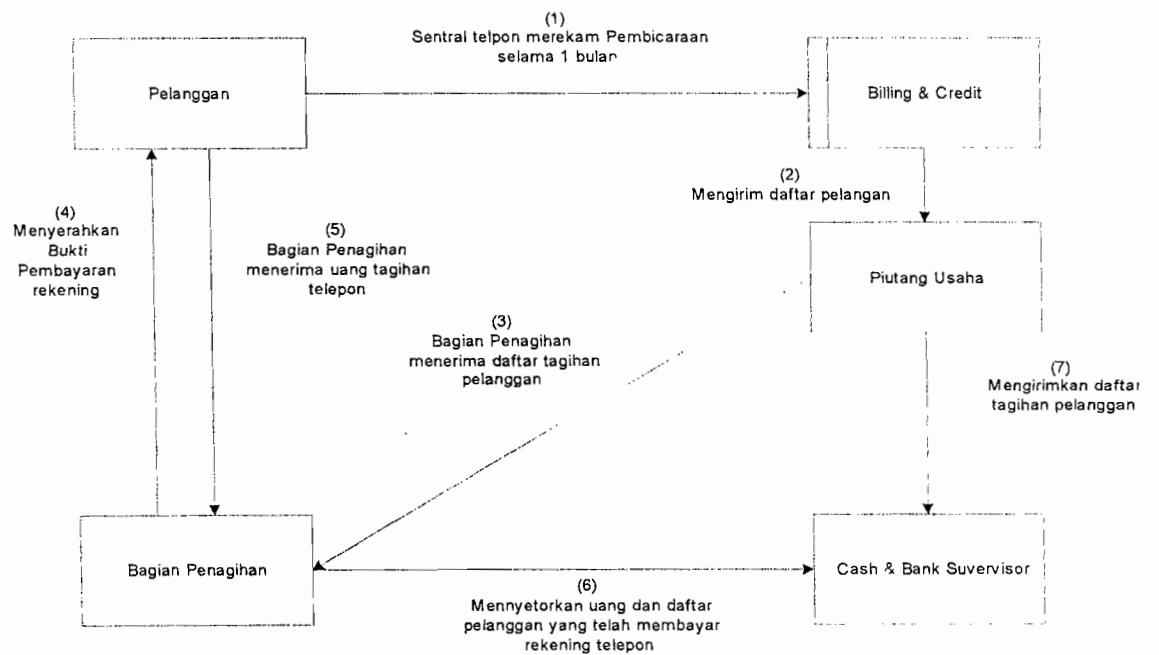 (1)
Sentral telpon merekam Pembicaraan
selama 1 bulan
Pelanggan
Billing & Credit
(2)
Mengirim daftar pelangan
(4)
Menyerahkan
Bukti
Pembayaran
rekening
(5)
Bagian Penagihan
menerima uang tagihan
telepon
Piutang Usaha
(3)
Bagian Penagihan
menerima daftar tagihan
pelanggan
(7)
Mengirimkan daftar
tagihan pelanggan
Bagian Penagihan
Cash & Bank Suvervisor
(6)
Mennyetorkan uang dan daftar
pelanggan yang telah membayar
rekening telepon